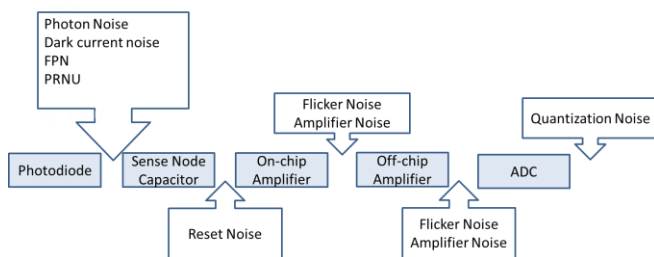 Photon Noise
Dark current noise
FPN
PRNU
Flicker Noise
Amplifier Noise
Quantization Noise
Photodiode
Sense Node
Capacitor
On-chip
Amplifier
Off-chip
Amplifier
ADC
Reset Noise
Flicker Noise
Amplifier Noise